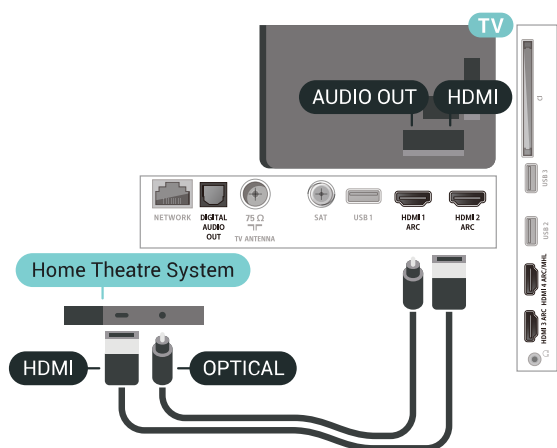 TV
AUDIO OUT
HDMI
CI
USB 3
USB 2
HDMI 4 ARC/MHL
HDMI 3 ARC
NETWORK
DIGITAL
AUDIO
OUT
75 Ω
TV ANTENNA
SAT
USB 1
HDMI 1
ARC
HDMI 2
ARC
Home Theatre System
HDMI
OPTICAL